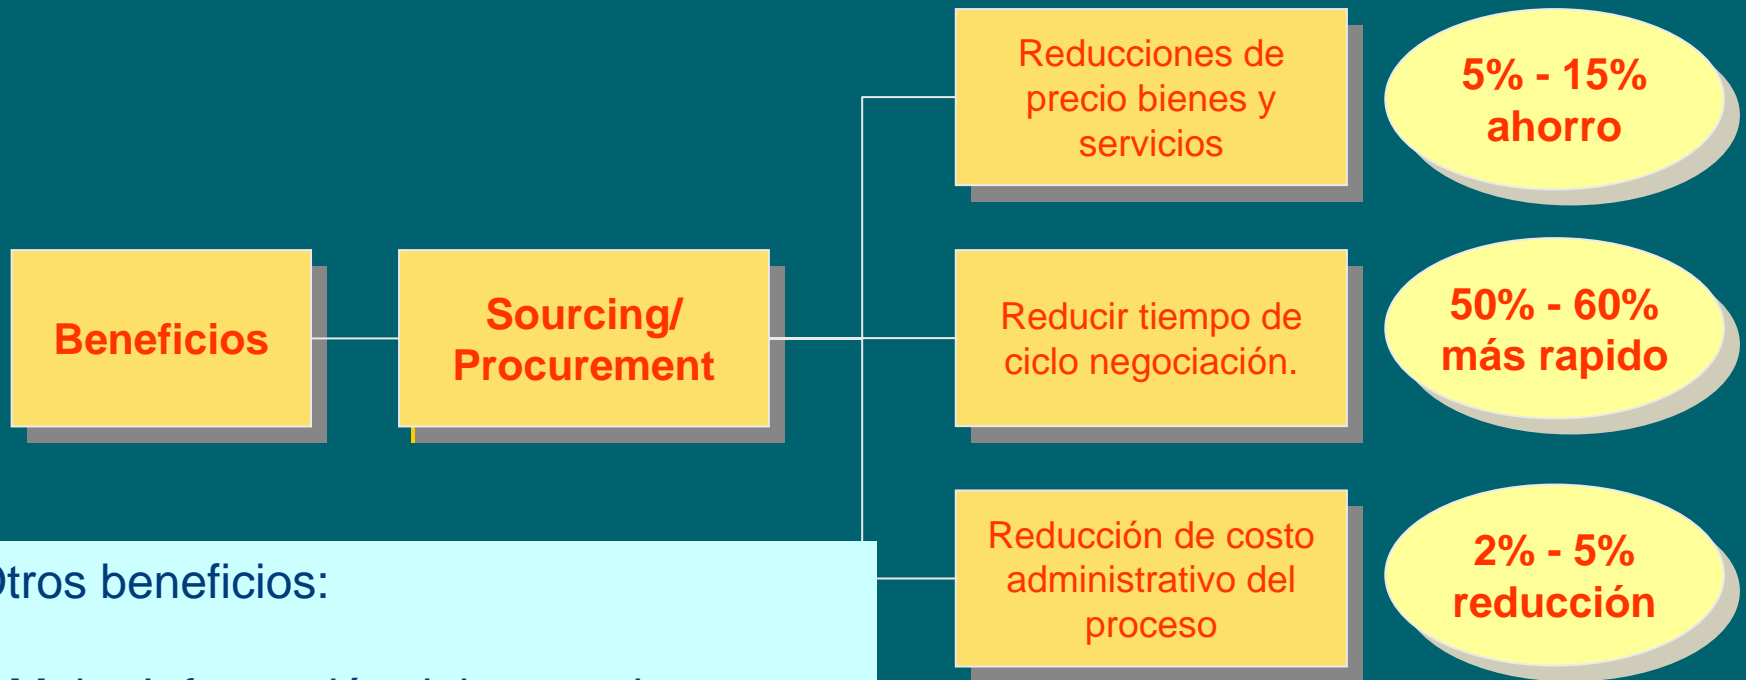 Beneficios
Sourcing/
Procurement
Reducciones de
precio bienes y
servicios
5% - 15%
ahorro
Reducir tiempo de
ciclo negociación.
50% - 60%
más rapido
Reducción de costo
administrativo del
proceso
2% - 5%
reducción
Otros beneficios: